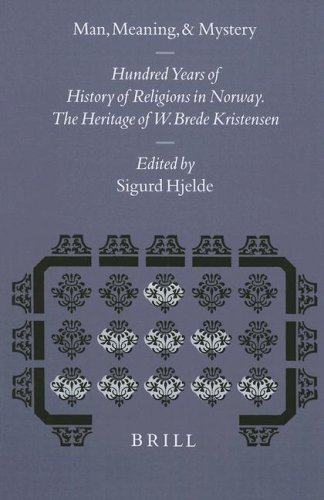 Man, Meaning, & Mystery
Hundred Years of
History of Religions in Norway.
The Heritage of W. Brede Kristensen
Edited by
Sigurd Hjelde
BRILL